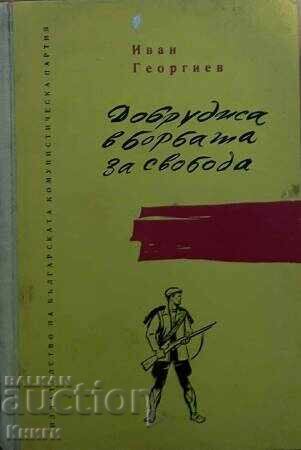 Иван
Георгиев
Добруджа
в борбата
за свобода
ИЗДАТЕЛСТВО НА БЪЛГАРСКАТА КОМУНИСТИЧЕСКА ПАРТИЯ
BALKAN
AUCTION
Книги